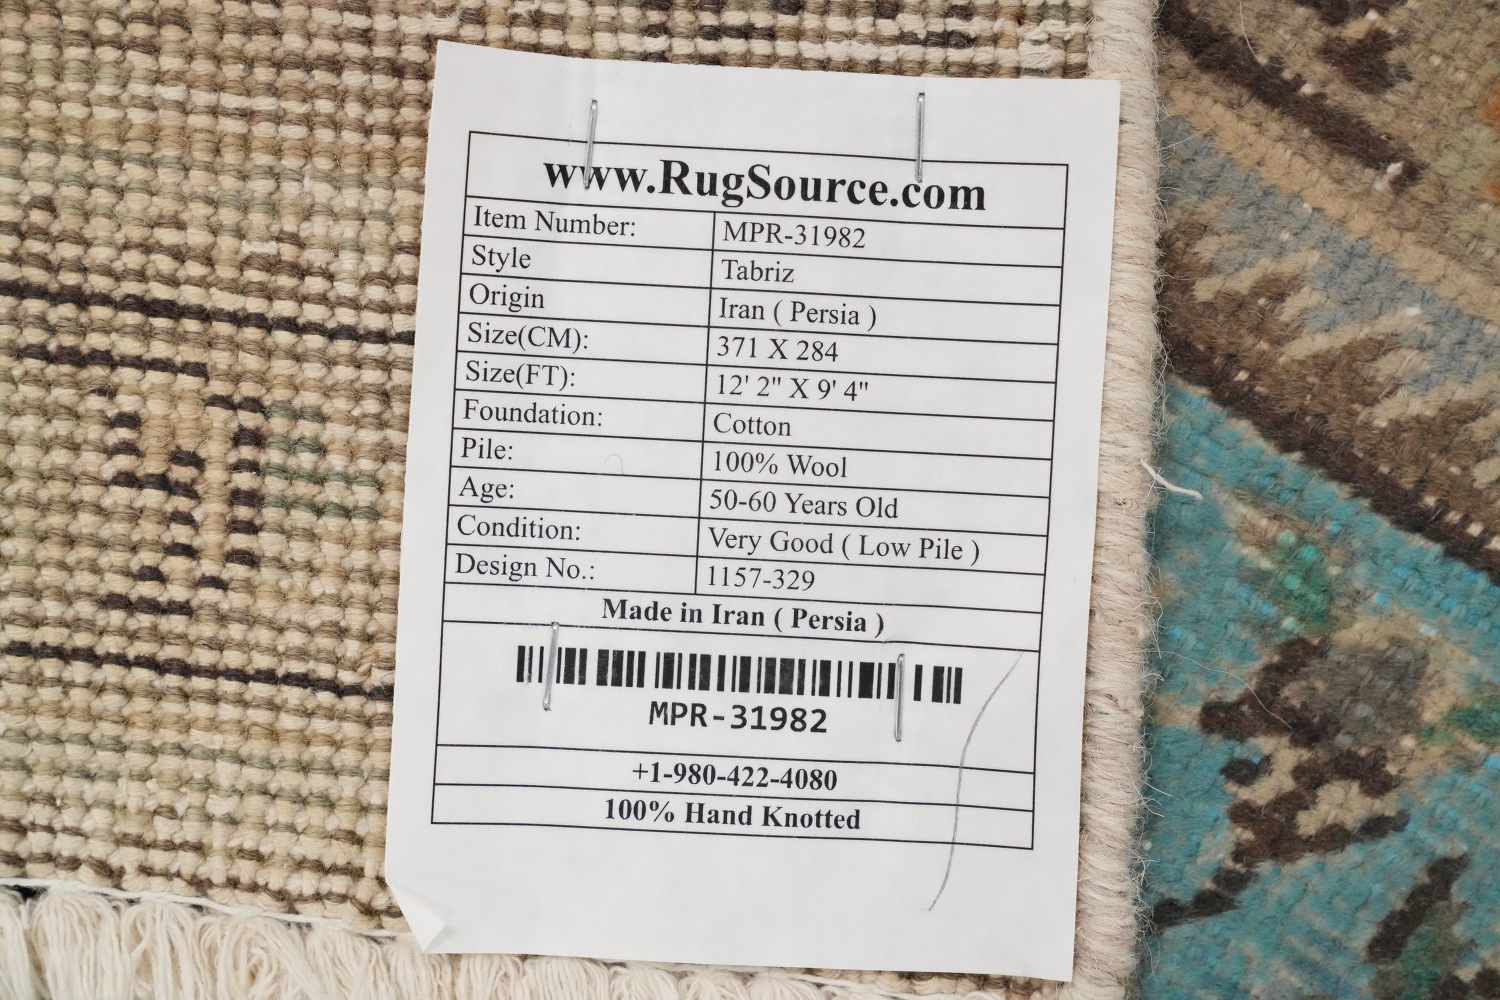 www.RugSource.com
Item Number: MPR-31982
Style Tabriz
Origin Iran ( Persia )
Size(CM): 371 X 284
Size(FT): 12' 2" X 9' 4"
Foundation: Cotton
Pile: 100% Wool
Age: 50-60 Years Old
Condition: Very Good ( Low Pile )
Design No.: 1157-329
Made in Iran ( Persia )
MPR-31982
+1-980-422-4080
100% Hand Knotted